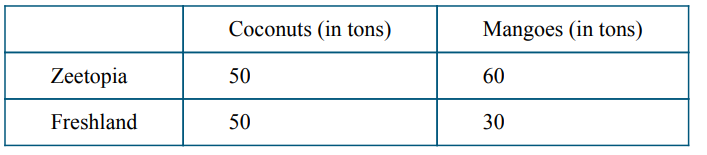 Coconuts (in tons) Mangoes (in tons)
Zeetopia 50 60
Freshland 50 30